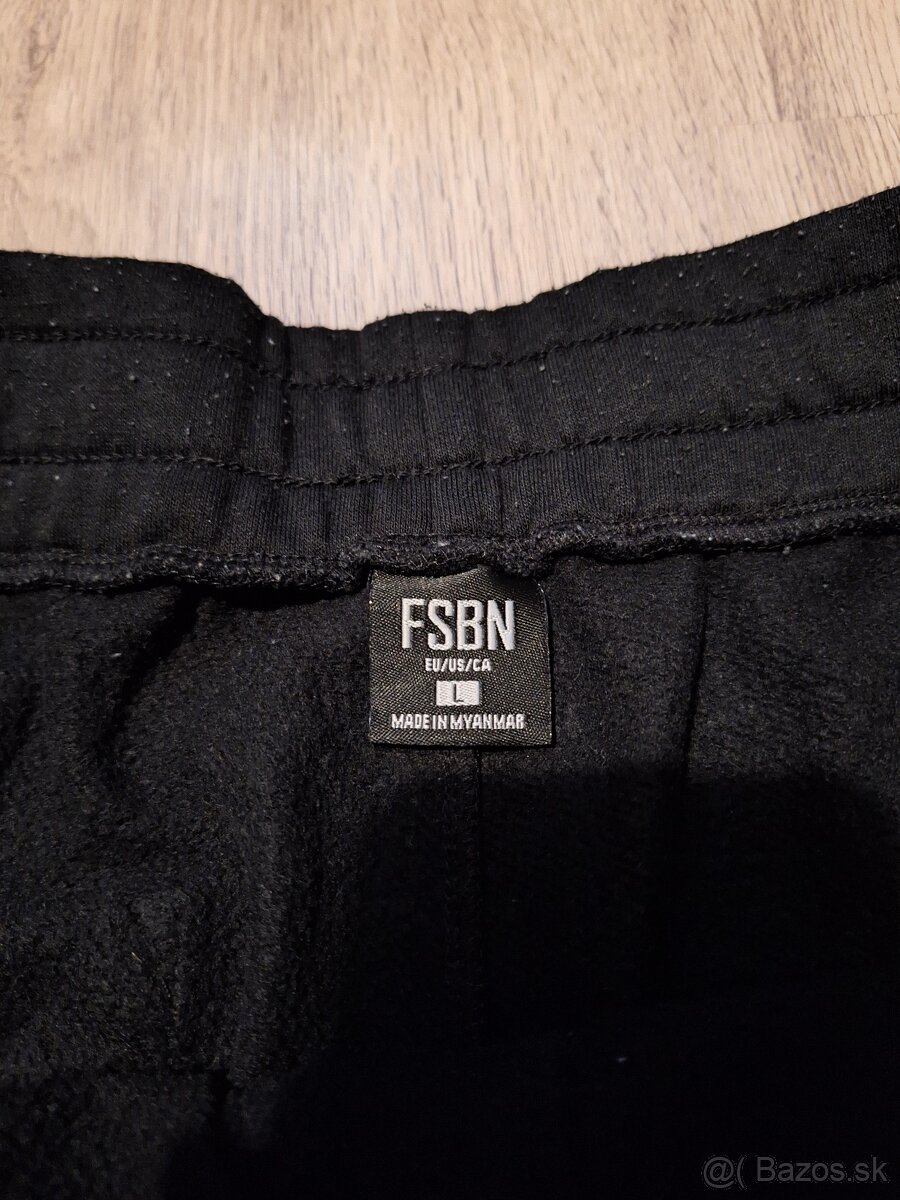 FSBN
EU/US/CA
L
MADE IN MYANMAR
@( Bazos.sk